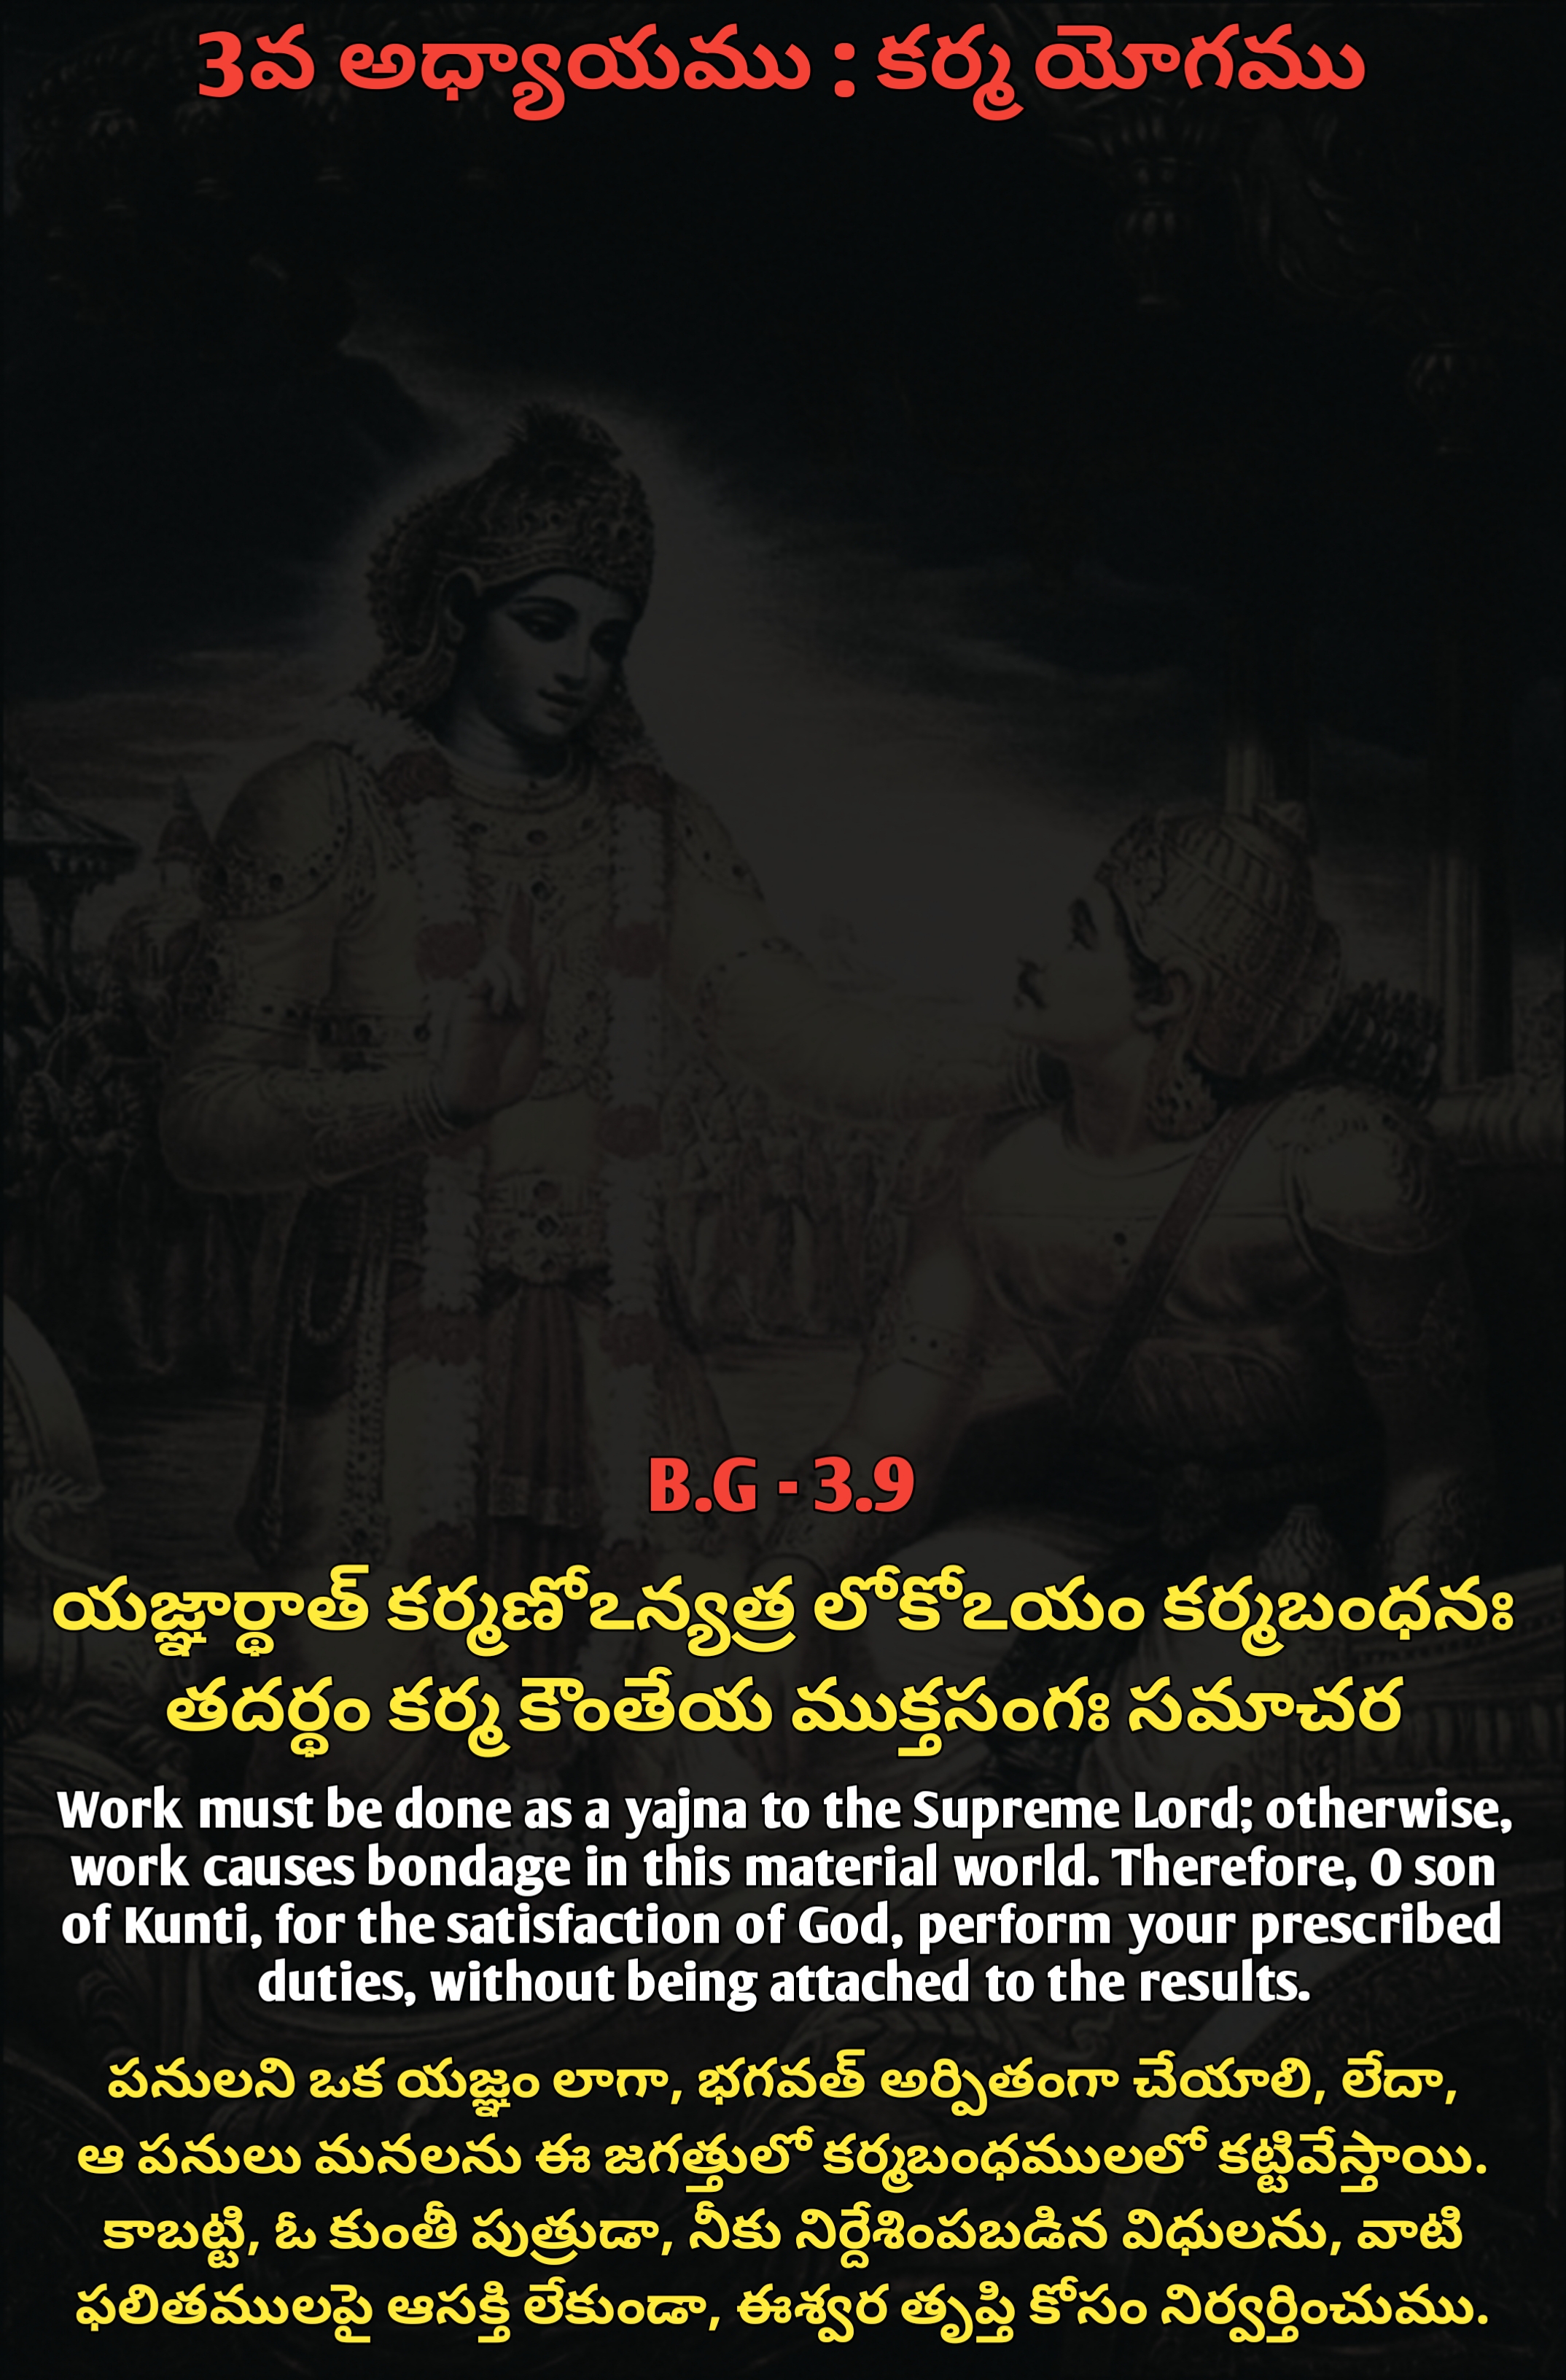 3వ అధ్యాయము : కర్మ యోగము
B.G - 3.9
యజ్ఞార్థాత్ కర్మణోఽన్యత్ర లోకోఽయం కర్మబంధనః
తదర్థం కర్మ కౌంతేయ ముక్తసంగః సమాచర
Work must be done as a yajna to the Supreme Lord; otherwise,
work causes bondage in this material world. Therefore, O son
of Kunti, for the satisfaction of God, perform your prescribed
duties, without being attached to the results.
పనులని ఒక యజ్ఞం లాగా, భగవత్ అర్పితంగా చేయాలి, లేదా,
ఆ పనులు మనలను ఈ జగత్తులో కర్మబంధములలో కట్టివేస్తాయి.
కాబట్టి, ఓ కుంతీ పుత్రుడా, నీకు నిర్దేశింపబడిన విధులను, వాటి
ఫలితములపై ఆసక్తి లేకుండా, ఈశ్వర తృప్తి కోసం నిర్వర్తించుము.